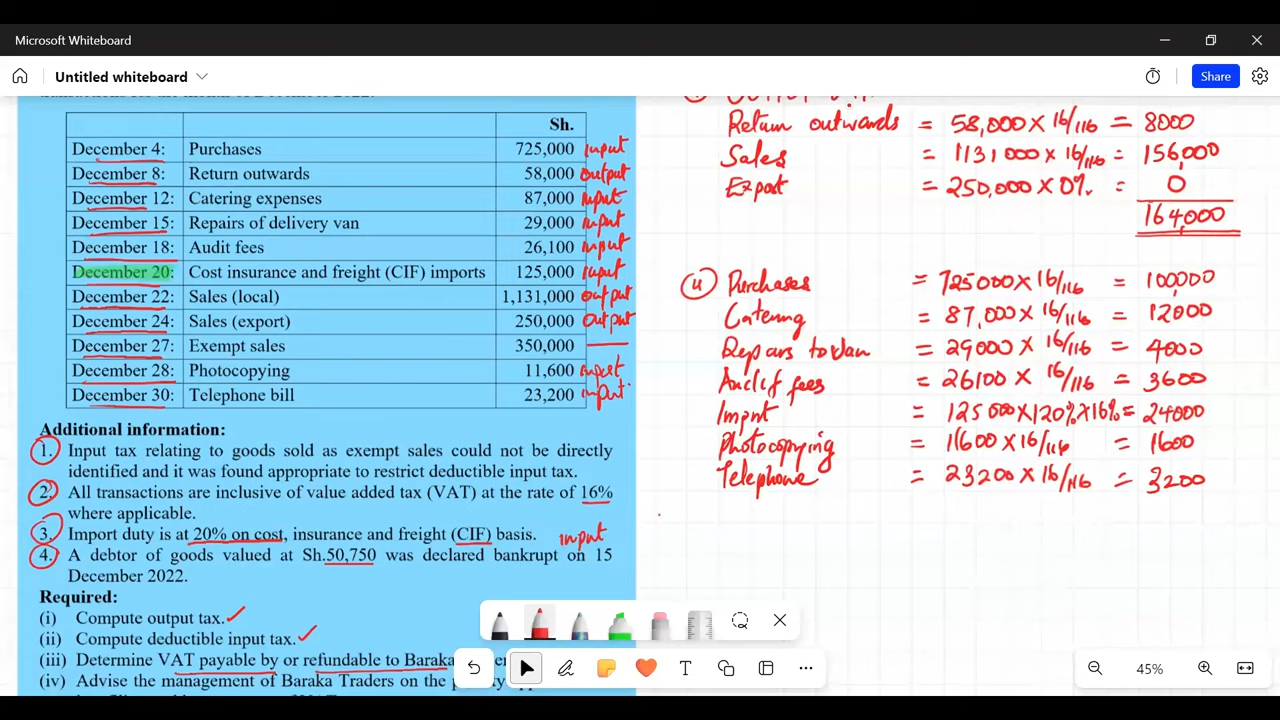 Microsoft Whiteboard
Untitled whiteboard
Share
Sh.
December 4: Purchases 725,000 input
December 8: Return outwards 58,000 output
December 12: Catering expenses 87,000 input
December 15: Repairs of delivery van 29,000 input
December 18: Audit fees 26,100 input
December 20: Cost insurance and freight (CIF) imports 125,000 input
December 22: Sales (local) 1,131,000 output
December 24: Sales (export) 250,000 output
December 27: Exempt sales 350,000
December 28: Photocopying 11,600 input
December 30: Telephone bill 23,200 input
Additional information:
1. Input tax relating to goods sold as exempt sales could not be directly
identified and it was found appropriate to restrict deductible input tax.
2. All transactions are inclusive of value added tax (VAT) at the rate of 16%
where applicable.
3. Import duty is at 20% on cost, insurance and freight (CIF) basis. input
4. A debtor of goods valued at Sh.50,750 was declared bankrupt on 15
December 2022.
Required:
(i) Compute output tax.
(ii) Compute deductible input tax.
(iii) Determine VAT payable by or refundable to Baraka
(iv) Advise the management of Baraka Traders on the
Return outwards = 58,000 x 16/116 = 8000
Sales = 1131000 x 16/116 = 156,000
Export = 250,000 x 0% = 0
164,000
Purchases = 725000 x 16/116 = 100,000
Catering = 87,000 x 16/116 = 12000
Repairs to van = 29000 x 16/116 = 4000
Audit fees = 26100 x 16/116 = 3600
Import = 125000 x 120% x 16% = 24000
Photocopying = 11600 x 16/116 = 1600
Telephone = 23200 x 16/116 = 3200
45%